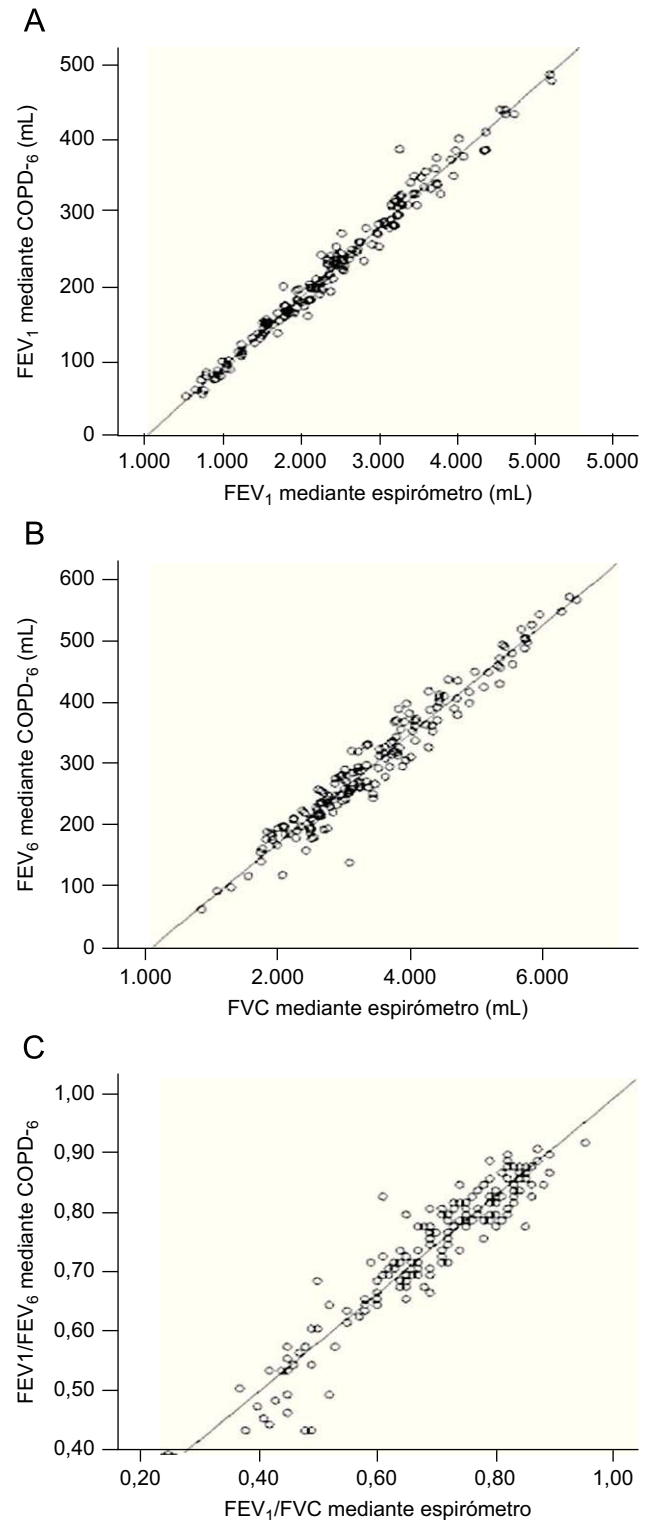 A
FEV1 mediante COPD-6 (mL)
500
400
300
200
100
0
1.000 1.000 2.000 3.000 4.000 5.000 5.000
FEV1 mediante espirómetro (mL)
B
FEV6 mediante COPD-6 (mL)
600
500
400
300
200
100
0
1.000 2.000 4.000 6.000
FVC mediante espirómetro (mL)
C
FEV1/FEV6 mediante COPD-6
1,00
0,90
0,80
0,70
0,60
0,50
0,40
0,20 0,40 0,60 0,80 1,00
FEV1/FVC mediante espirómetro